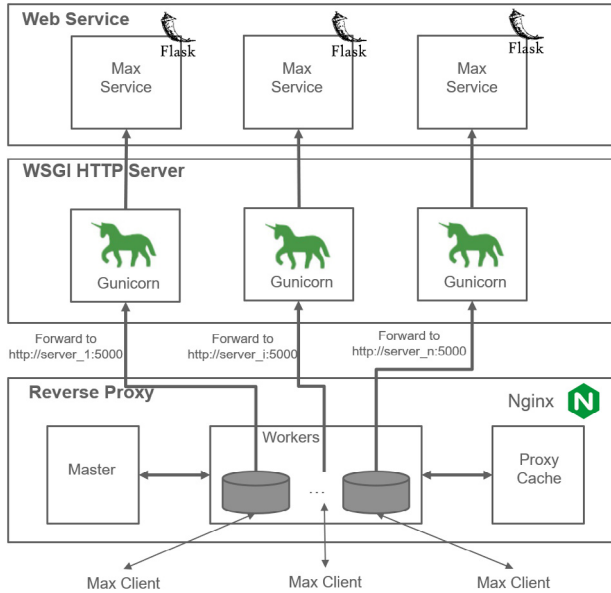 Web Service
Flask
Flask
Flask
Max
Service
Max
Service
Max
Service
WSGI HTTP Server
Gunicorn
Gunicorn
Gunicorn
Forward to
http://server_1:5000
Forward to
http://server_i:5000
Forward to
http://server_n:5000
Reverse Proxy
Nginx
N
Workers
Master
...
Proxy
Cache
Max Client
Max Client
Max Client